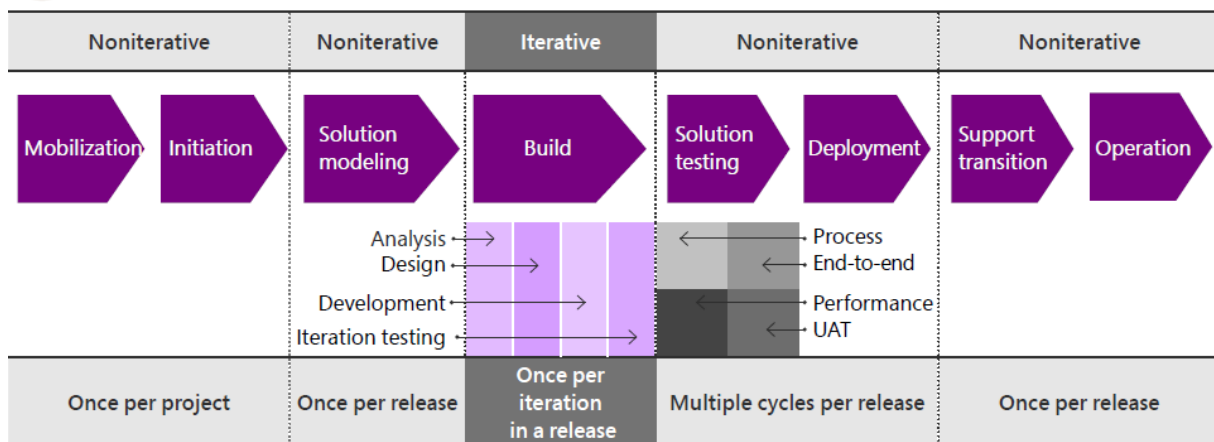 Noniterative
Noniterative
Iterative
Noniterative
Noniterative
Mobilization
Initiation
Solution
modeling
Build
Solution
testing
Deployment
Support
transition
Operation
Analysis
Design
Development
Iteration testing
Process
End-to-end
Performance
UAT
Once per project
Once per release
Once per
iteration
in a release
Multiple cycles per release
Once per release